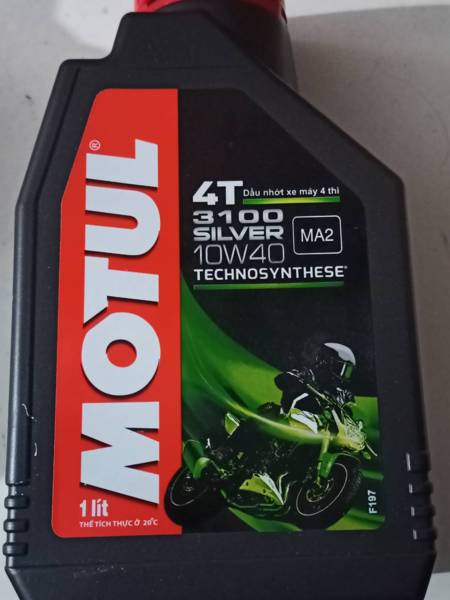 MOTUL®
4T Dầu nhớt xe máy 4 thì
3100
SILVER
MA2
10W40
TECHNOSYNTHESE®
1 lít
THỂ TÍCH THỰC Ở 20°C
F197